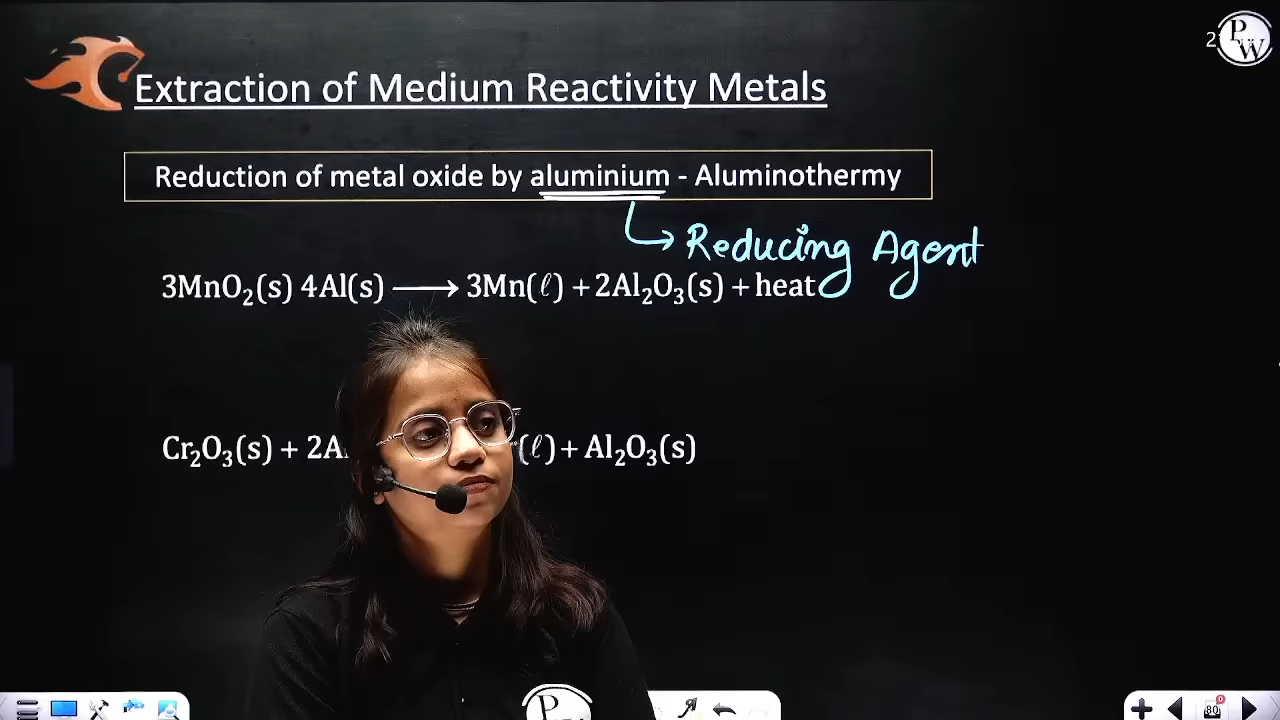 Extraction of Medium Reactivity Metals
Reduction of metal oxide by aluminium - Aluminothermy
Reducing Agent
3MnO₂(s) 4Al(s) ⟶ 3Mn(ℓ) + 2Al₂O₃(s) + heat
Cr₂O₃(s) + 2A (ℓ) + Al₂O₃(s)
P
W
P
80